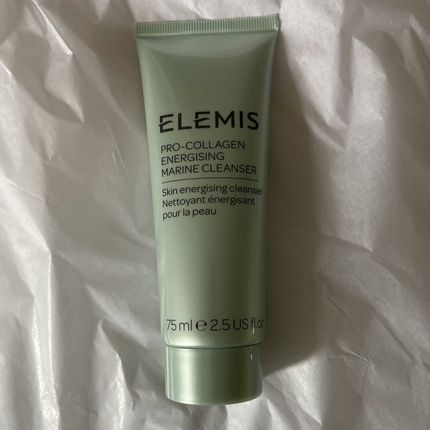 ELEMIS
PRO-COLLAGEN
ENERGISING
MARINE CLEANSER
Skin energising cleanser
Nettoyant énergisant
pour la peau
75 ml ℮ 2.5 US fl.oz